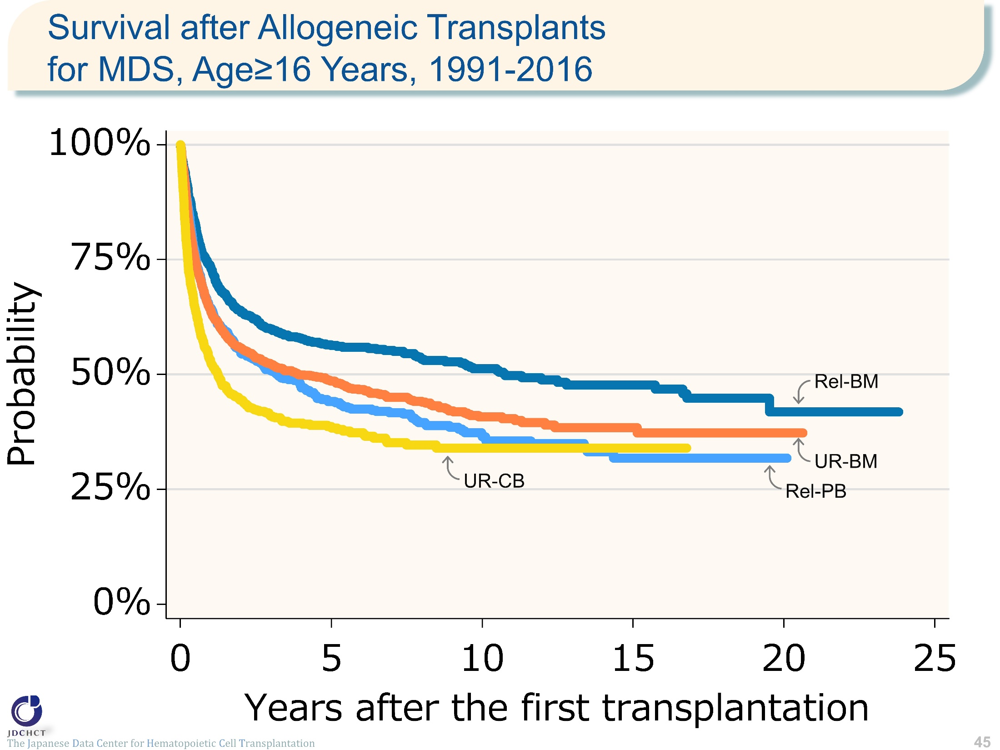 Survival after Allogeneic Transplants
for MDS, Age≥16 Years, 1991-2016
100%
75%
50%
25%
0%
Probability
Rel-BM
UR-BM
UR-CB
Rel-PB
0 5 10 15 20 25
Years after the first transplantation
JDCHCT
The Japanese Data Center for Hematopoietic Cell Transplantation
45